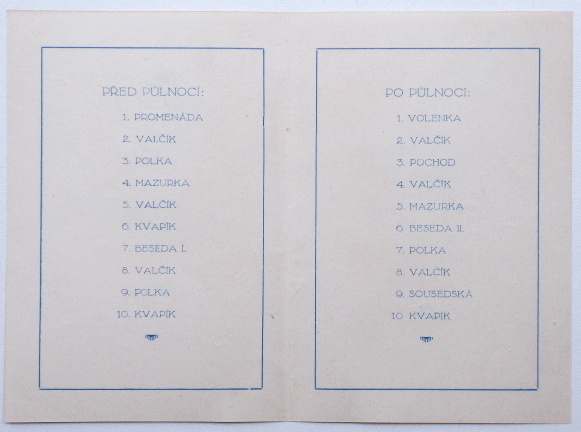 PŘED PŮLNOCÍ:
1. PROMENÁDA
2. VALČÍK
3. POLKA
4. MAZURKA
5. VALČÍK
6. KVAPÍK
7. BESEDA I.
8. VALČÍK
9. POLKA
10. KVAPÍK
PO PŮLNOCI:
1. VOLENKA
2. VALČÍK
3. POCHOD
4. VALČÍK
5. MAZURKA
6. BESEDA II.
7. POLKA
8. VALČÍK
9. SOUSEDSKÁ
10. KVAPÍK